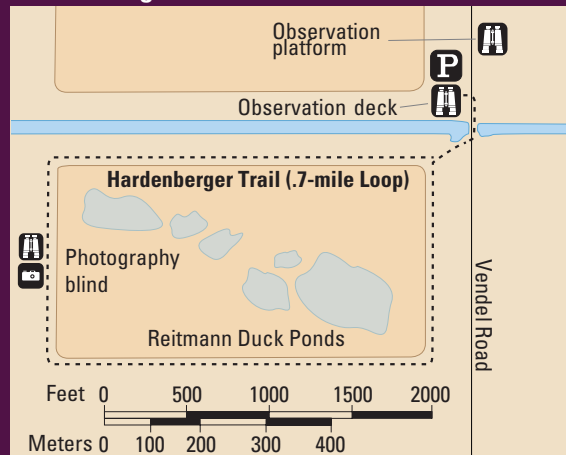 Observation
platform
P
Observation deck
Hardenberger Trail (.7-mile Loop)
Photography
blind
Reitmann Duck Ponds
Vendel Road
Feet 0 500 1000 1500 2000
Meters 0 100 200 300 400